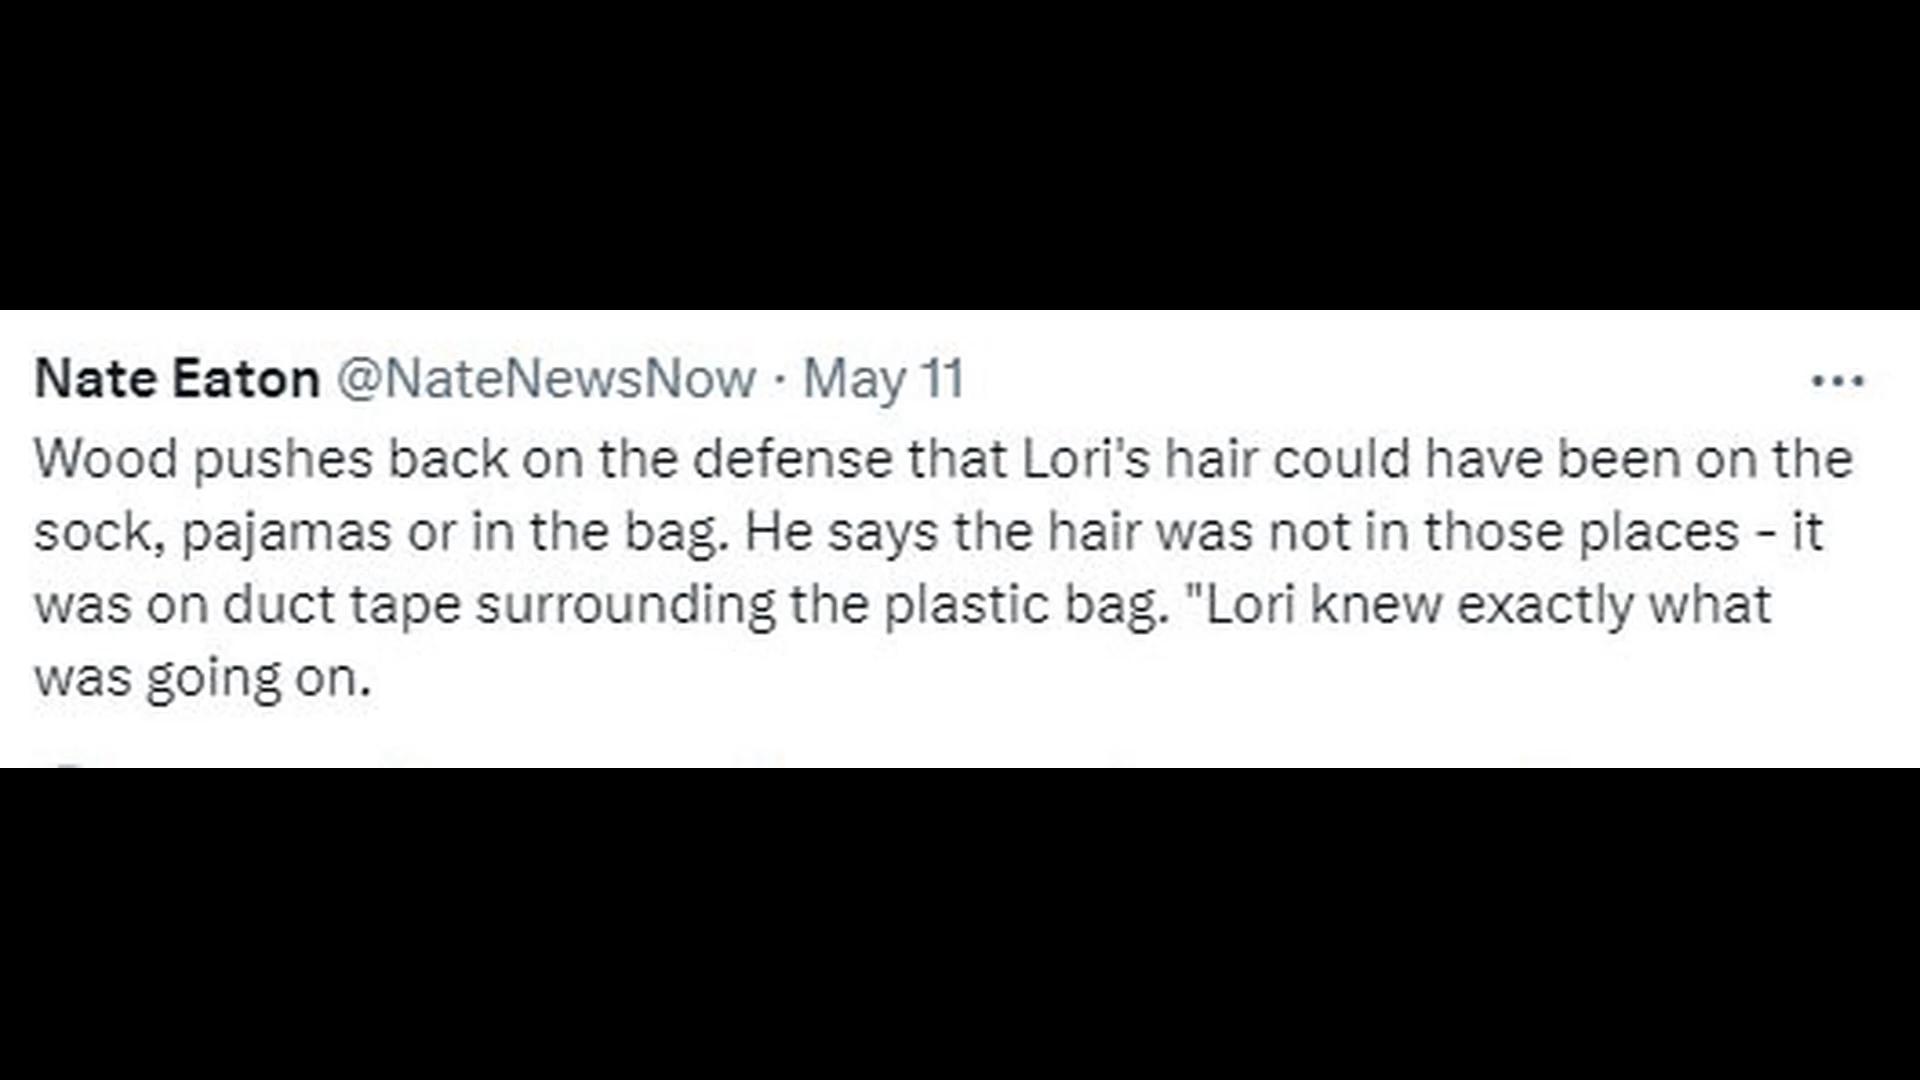 Nate Eaton @NateNewsNow · May 11 ...
Wood pushes back on the defense that Lori's hair could have been on the
sock, pajamas or in the bag. He says the hair was not in those places - it
was on duct tape surrounding the plastic bag. "Lori knew exactly what
was going on.